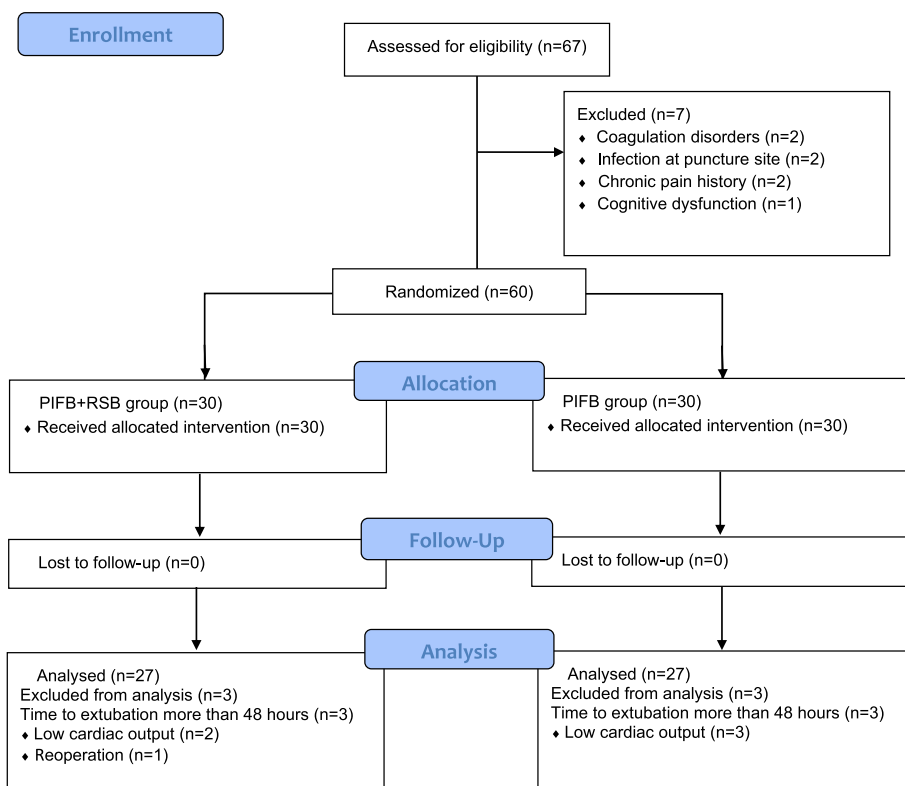 Enrollment
Assessed for eligibility (n=67)
Excluded (n=7)
♦ Coagulation disorders (n=2)
♦ Infection at puncture site (n=2)
♦ Chronic pain history (n=2)
♦ Cognitive dysfunction (n=1)
Randomized (n=60)
Allocation
PIFB+RSB group (n=30)
♦ Received allocated intervention (n=30)
PIFB group (n=30)
♦ Received allocated intervention (n=30)
Follow-Up
Lost to follow-up (n=0)
Lost to follow-up (n=0)
Analysis
Analysed (n=27)
Excluded from analysis (n=3)
Time to extubation more than 48 hours (n=3)
♦ Low cardiac output (n=2)
♦ Reoperation (n=1)
Analysed (n=27)
Excluded from analysis (n=3)
Time to extubation more than 48 hours (n=3)
♦ Low cardiac output (n=3)